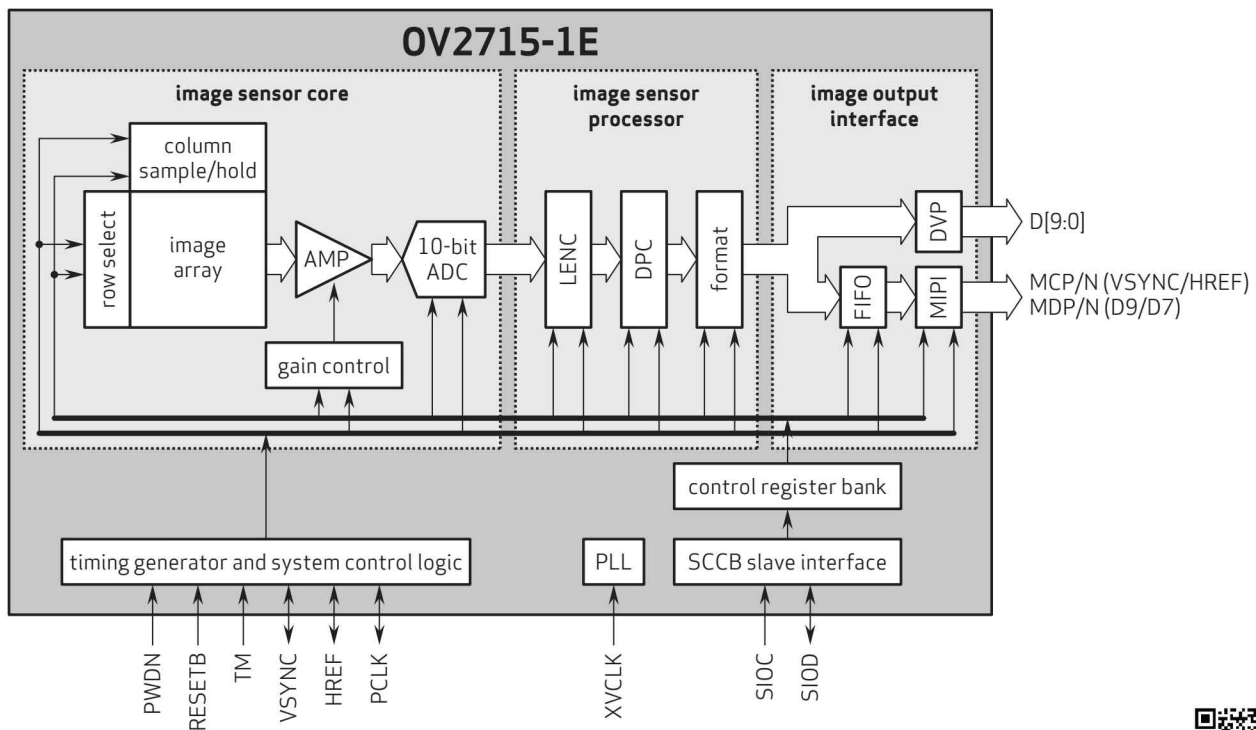 OV2715-1E
image sensor core
image sensor
processor
image output
interface
column
sample/hold
row select
image
array
AMP
10-bit
ADC
gain control
LENC
DPC
format
DVP
FIFO
MIPI
D[9:0]
MCP/N (VSYNC/HREF)
MDP/N (D9/D7)
control register bank
timing generator and system control logic
PLL
SCCB slave interface
PWDN
RESETB
TM
VSYNC
HREF
PCLK
XVCLK
SIOC
SIOD